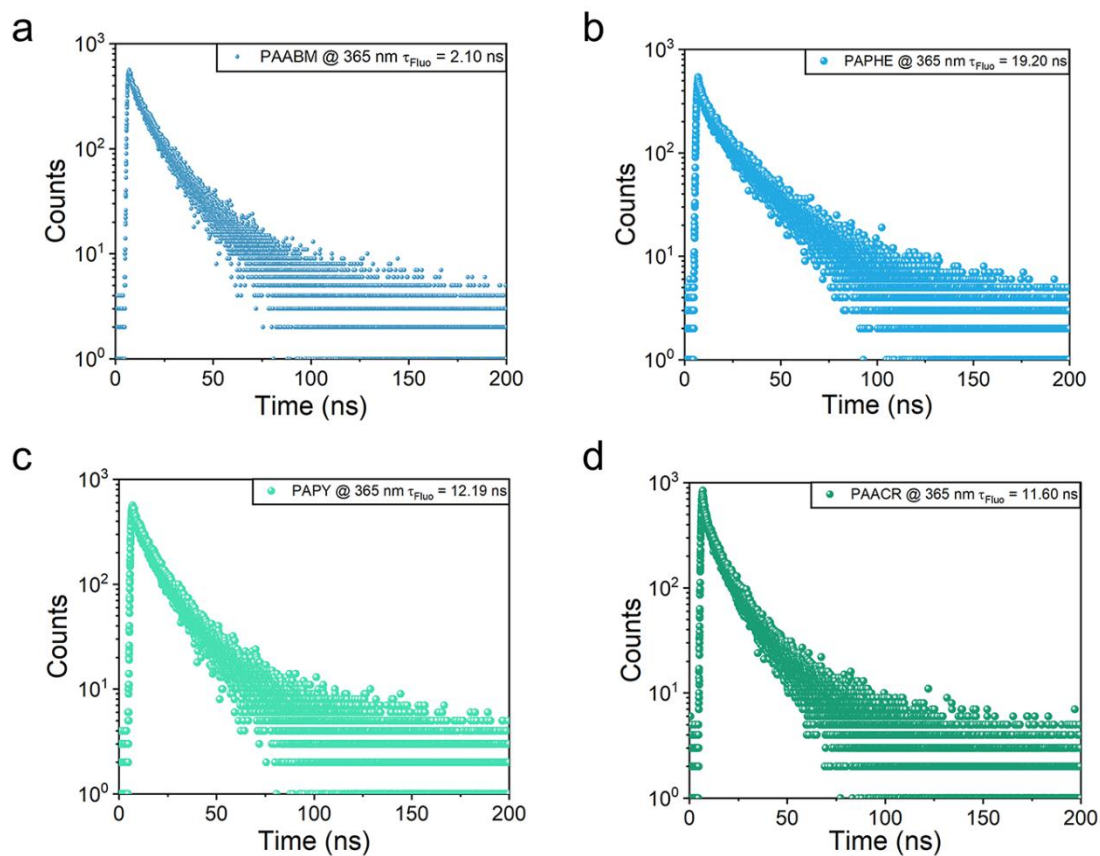 a
PAABM @ 365 nm τFluo = 2.10 ns
10³
10²
10¹
10⁰
Counts
0 50 100 150 200
Time (ns)
b
PAPHE @ 365 nm τFluo = 19.20 ns
10³
10²
10¹
10⁰
Counts
0 50 100 150 200
Time (ns)
c
PAPY @ 365 nm τFluo = 12.19 ns
10³
10²
10¹
10⁰
Counts
0 50 100 150 200
Time (ns)
d
PAACR @ 365 nm τFluo = 11.60 ns
10³
10²
10¹
10⁰
Counts
0 50 100 150 200
Time (ns)